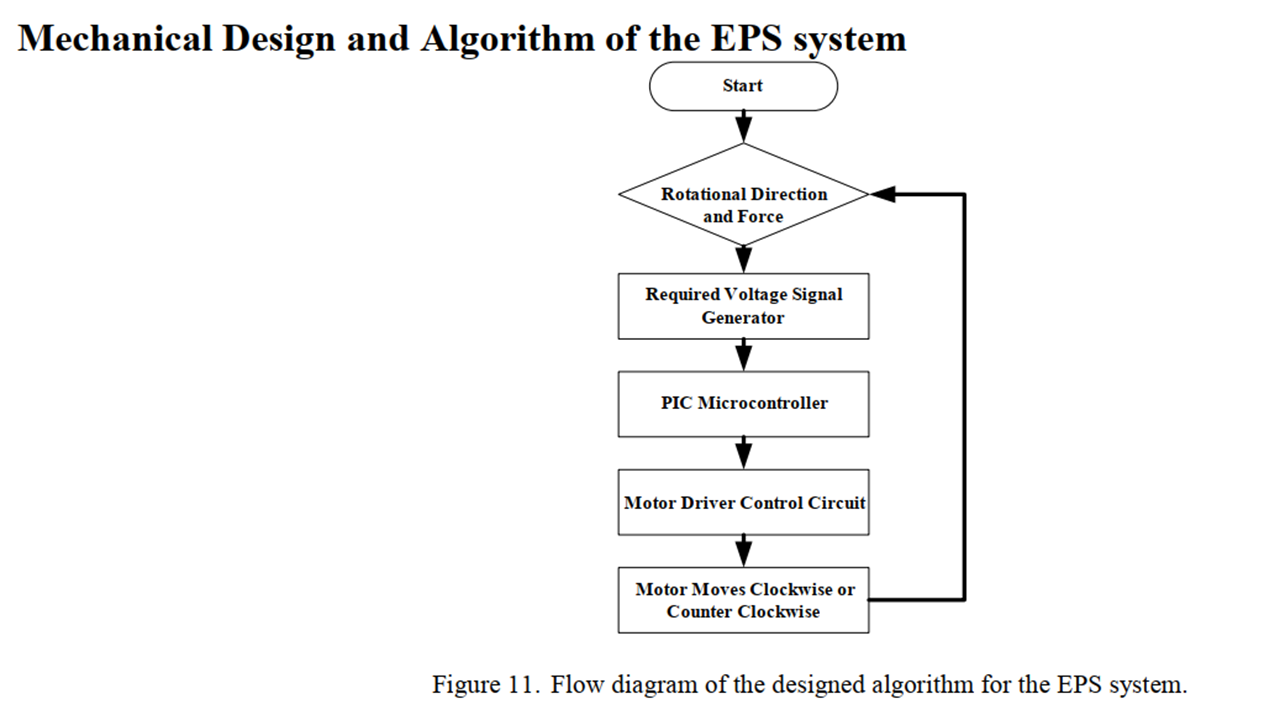 Mechanical Design and Algorithm of the EPS system
Start
Rotational Direction
and Force
Required Voltage Signal
Generator
PIC Microcontroller
Motor Driver Control Circuit
Motor Moves Clockwise or
Counter Clockwise
Figure 11. Flow diagram of the designed algorithm for the EPS system.